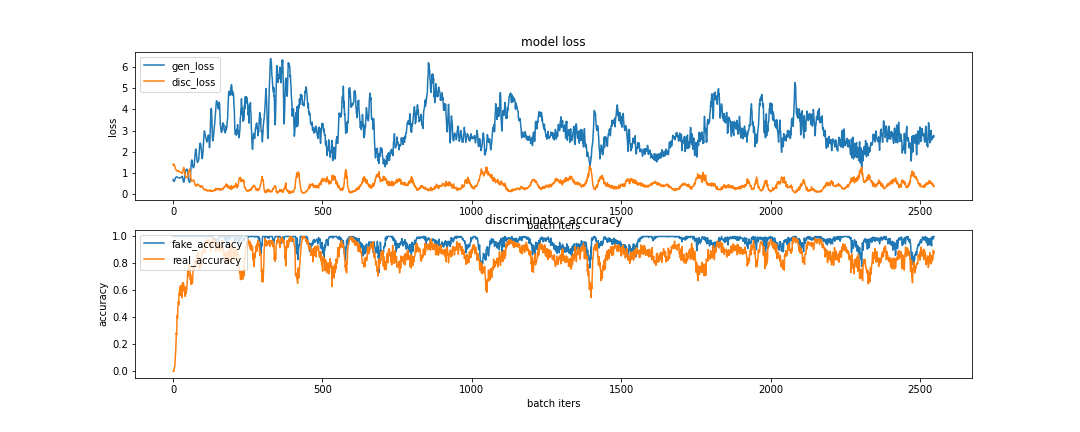 model loss
gen_loss
disc_loss
6
5
4
3
2
1
0
loss
0 500 1000 1500 2000 2500
batch iters
discriminator accuracy
fake_accuracy
real_accuracy
1.0
0.8
0.6
0.4
0.2
0.0
accuracy
0 500 1000 1500 2000 2500
batch iters